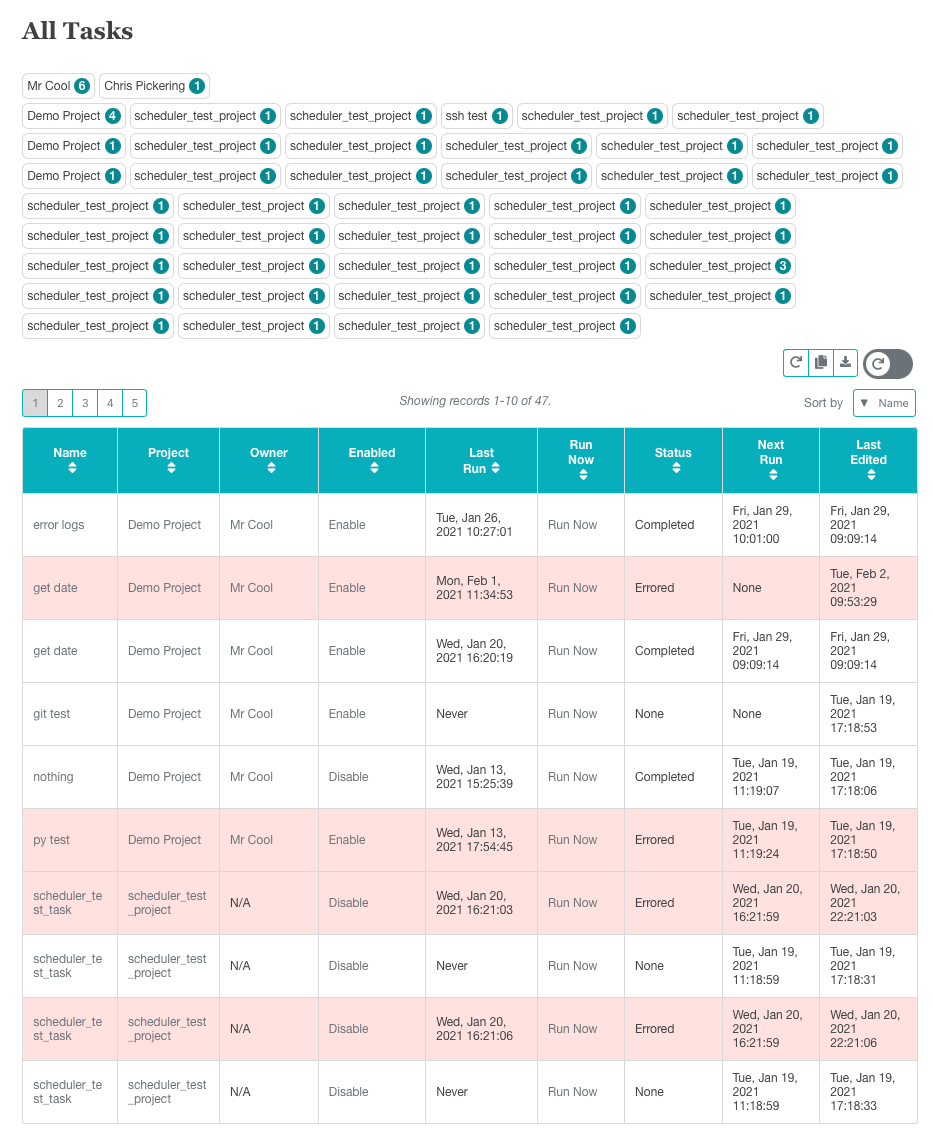 All Tasks
Mr Cool 6 Chris Pickering 1
Demo Project 4 scheduler_test_project 1 scheduler_test_project 1 ssh test 1 scheduler_test_project 1 scheduler_test_project 1
Demo Project 1 scheduler_test_project 1 scheduler_test_project 1 scheduler_test_project 1 scheduler_test_project 1 scheduler_test_project 1
Demo Project 1 scheduler_test_project 1 scheduler_test_project 1 scheduler_test_project 1 scheduler_test_project 1 scheduler_test_project 1
scheduler_test_project 1 scheduler_test_project 1 scheduler_test_project 1 scheduler_test_project 1 scheduler_test_project 1
scheduler_test_project 1 scheduler_test_project 1 scheduler_test_project 1 scheduler_test_project 1 scheduler_test_project 1
scheduler_test_project 1 scheduler_test_project 1 scheduler_test_project 1 scheduler_test_project 1 scheduler_test_project 3
scheduler_test_project 1 scheduler_test_project 1 scheduler_test_project 1 scheduler_test_project 1 scheduler_test_project 1
scheduler_test_project 1 scheduler_test_project 1 scheduler_test_project 1 scheduler_test_project 1
1 2 3 4 5 Showing records 1-10 of 47. Sort by ▼ Name
Name Project Owner Enabled Last Run Run Now Status Next Run Last Edited
error logs Demo Project Mr Cool Enable Tue, Jan 26, 2021 10:27:01 Run Now Completed Fri, Jan 29, 2021 10:01:00 Fri, Jan 29, 2021 09:09:14
get date Demo Project Mr Cool Enable Mon, Feb 1, 2021 11:34:53 Run Now Errored None Tue, Feb 2, 2021 09:53:29
get date Demo Project Mr Cool Enable Wed, Jan 20, 2021 16:20:19 Run Now Completed Fri, Jan 29, 2021 09:09:14 Fri, Jan 29, 2021 09:09:14
git test Demo Project Mr Cool Enable Never Run Now None None Tue, Jan 19, 2021 17:18:53
nothing Demo Project Mr Cool Disable Wed, Jan 13, 2021 15:25:39 Run Now Completed Tue, Jan 19, 2021 11:19:07 Tue, Jan 19, 2021 17:18:06
py test Demo Project Mr Cool Enable Wed, Jan 13, 2021 17:54:45 Run Now Errored Tue, Jan 19, 2021 11:19:24 Tue, Jan 19, 2021 17:18:50
scheduler_test_task scheduler_test_project N/A Disable Wed, Jan 20, 2021 16:21:03 Run Now Errored Wed, Jan 20, 2021 16:21:59 Wed, Jan 20, 2021 22:21:03
scheduler_test_task scheduler_test_project N/A Disable Never Run Now None Tue, Jan 19, 2021 11:18:59 Tue, Jan 19, 2021 17:18:31
scheduler_test_task scheduler_test_project N/A Disable Wed, Jan 20, 2021 16:21:06 Run Now Errored Wed, Jan 20, 2021 16:21:59 Wed, Jan 20, 2021 22:21:06
scheduler_test_task scheduler_test_project N/A Disable Never Run Now None Tue, Jan 19, 2021 11:18:59 Tue, Jan 19, 2021 17:18:33